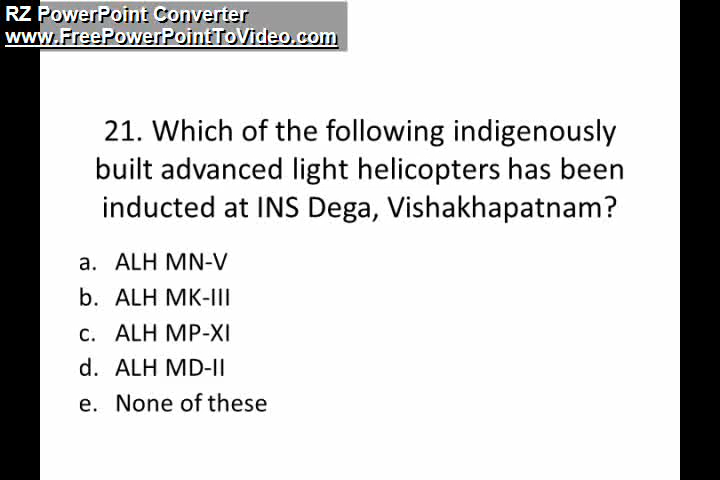 RZ PowerPoint Converter
www.FreePowerPointToVideo.com
21. Which of the following indigenously
built advanced light helicopters has been
inducted at INS Dega, Vishakhapatnam?
a. ALH MN-V
b. ALH MK-III
c. ALH MP-XI
d. ALH MD-II
e. None of these